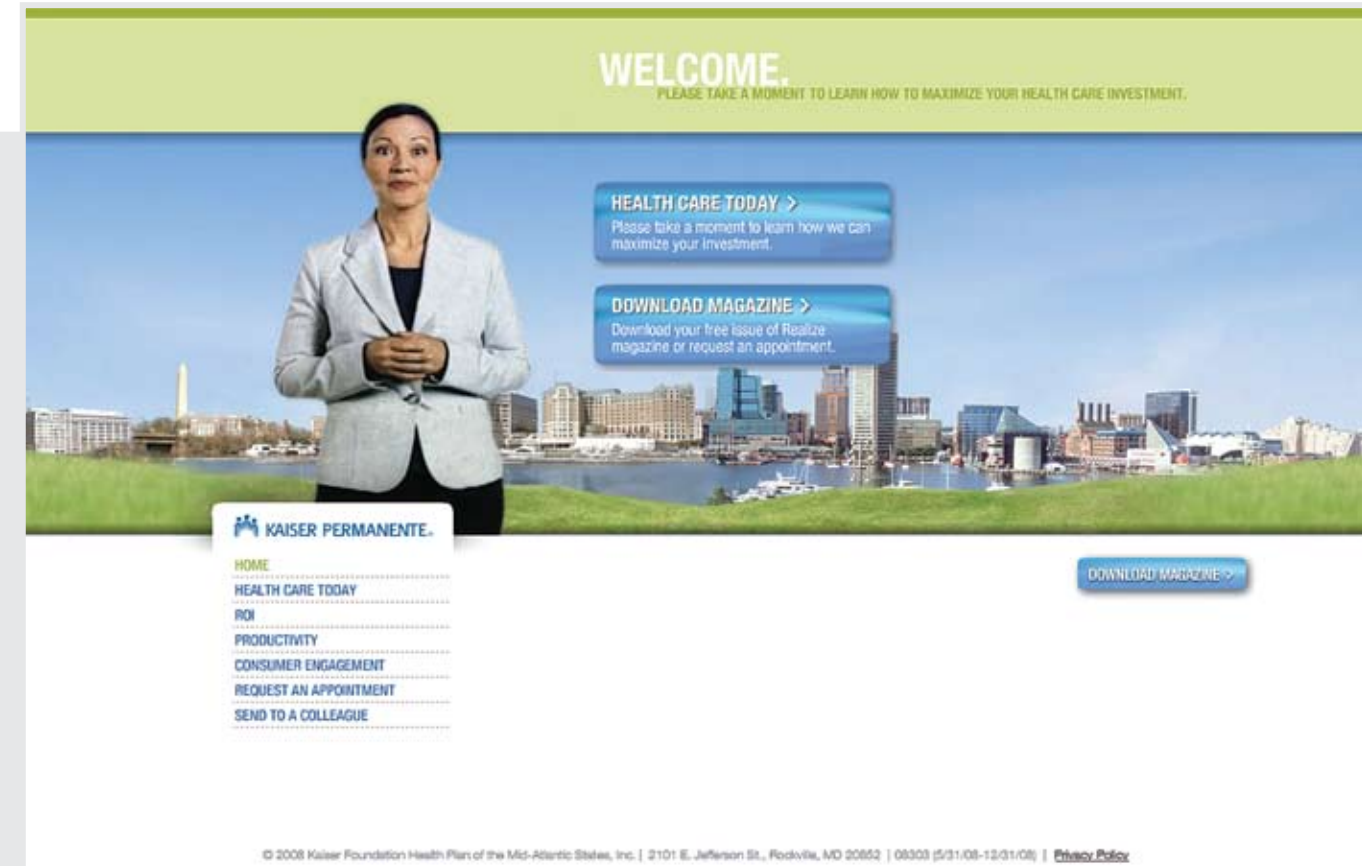 WELCOME.
PLEASE TAKE A MOMENT TO LEARN HOW TO MAXIMIZE YOUR HEALTH CARE INVESTMENT.
HEALTH CARE TODAY >
Please take a moment to learn how we can
maximize your investment.
DOWNLOAD MAGAZINE >
Download your free issue of Realize
magazine or request an appointment.
KAISER PERMANENTE®
HOME
HEALTH CARE TODAY
ROI
PRODUCTIVITY
CONSUMER ENGAGEMENT
REQUEST AN APPOINTMENT
SEND TO A COLLEAGUE
DOWNLOAD MAGAZINE >
© 2008 Kaiser Foundation Health Plan of the Mid-Atlantic States, Inc. | 2101 E. Jefferson St., Rockville, MD 20852 | 08303 (5/31/08-12/31/08) | Privacy Policy